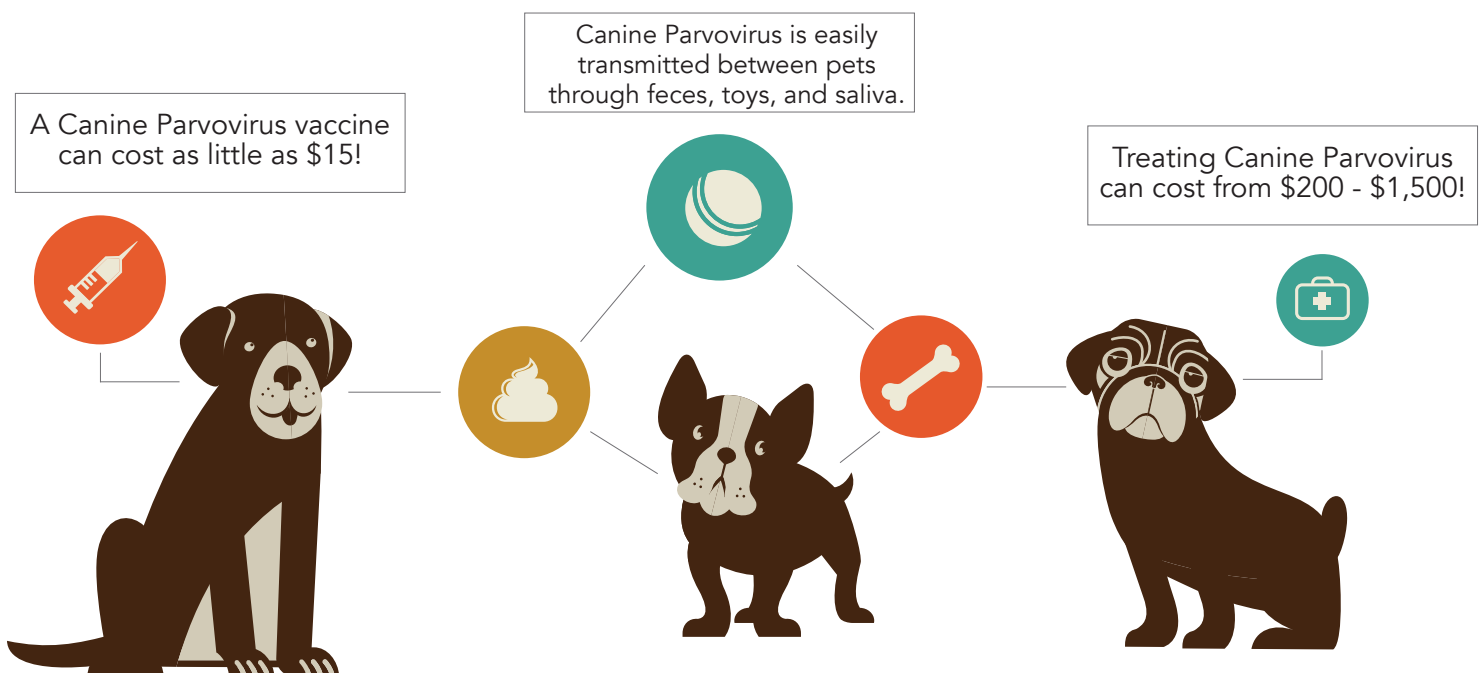 A Canine Parvovirus vaccine
can cost as little as $15!
Canine Parvovirus is easily
transmitted between pets
through feces, toys, and saliva.
Treating Canine Parvovirus
can cost from $200 - $1,500!